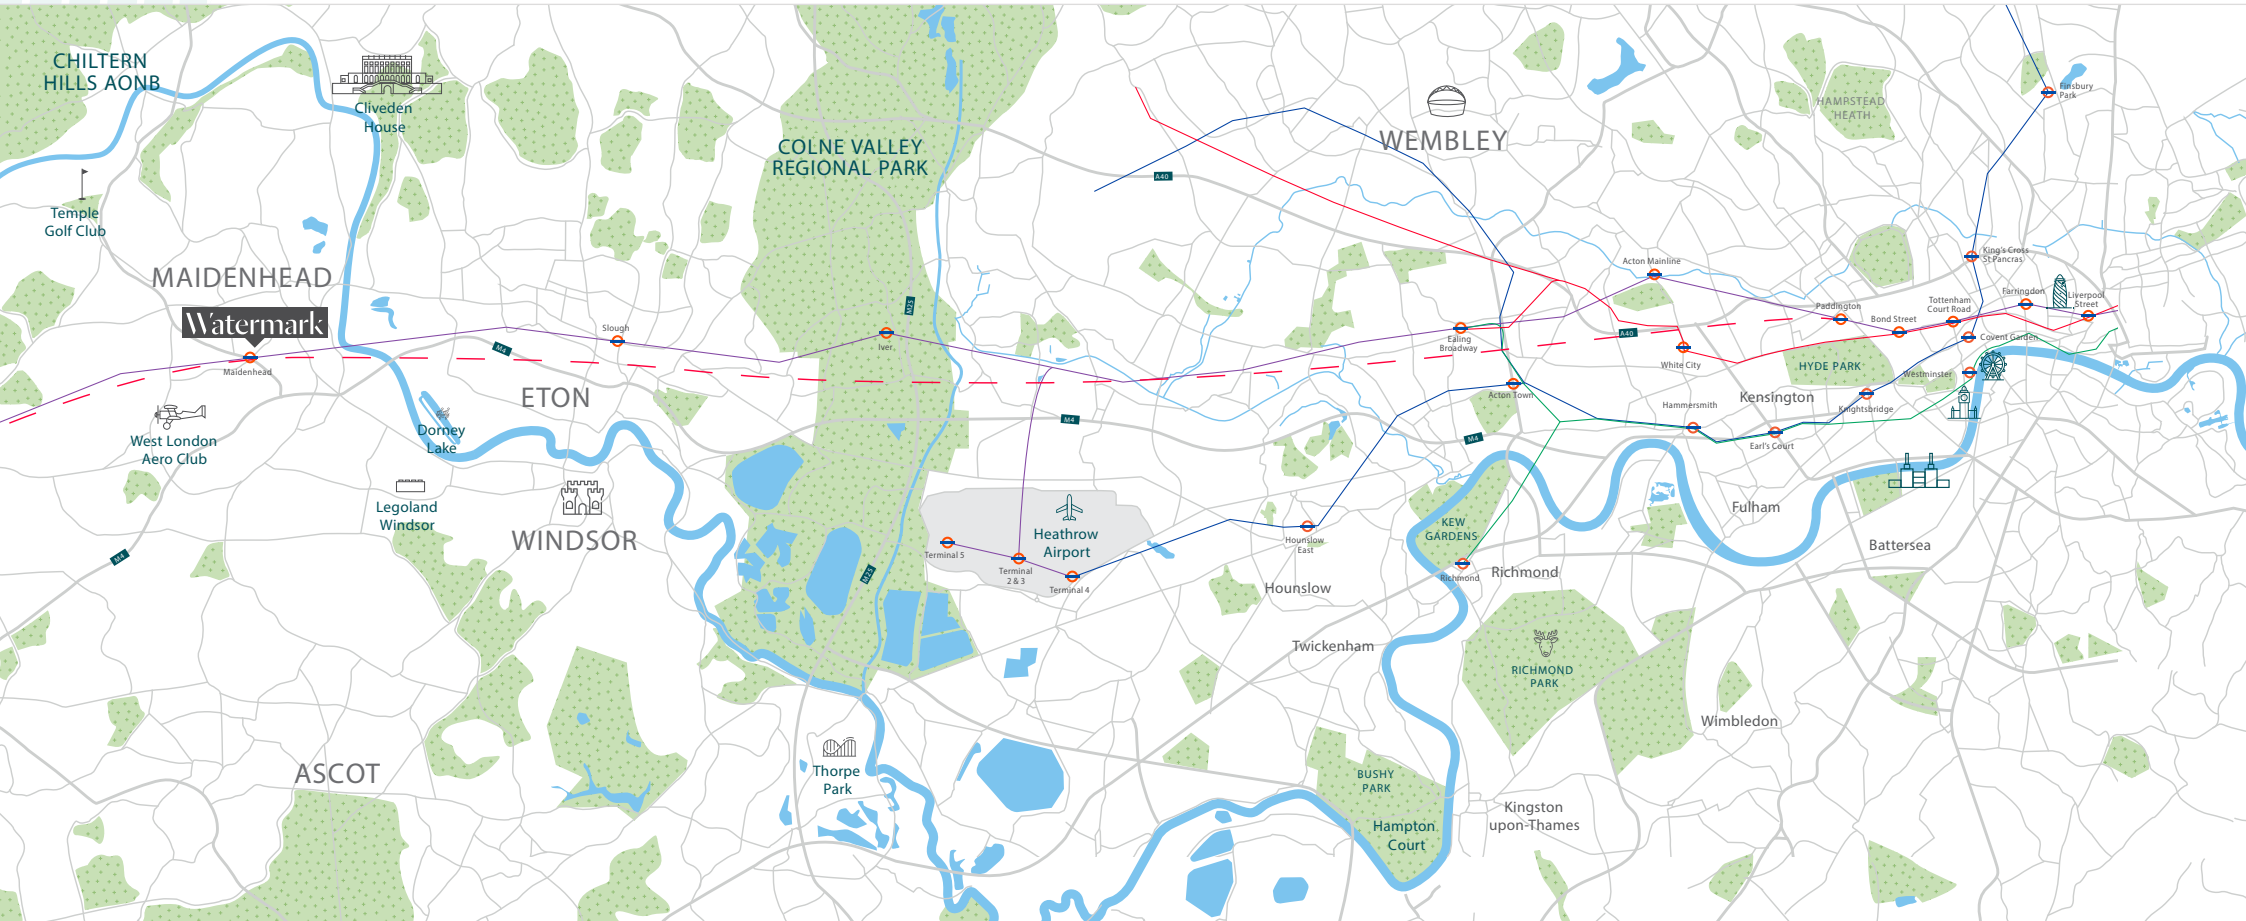 CHILTERN
HILLS AONB
Cliveden
House
COLNE VALLEY
REGIONAL PARK
WEMBLEY
A40
HAMPSTEAD
HEATH
Finsbury
Park
Temple
Golf Club
MAIDENHEAD
Watermark
Maidenhead
M4
Slough
M25
Iver
Ealing
Broadway
Acton Mainline
A40
White City
Paddington
Bond Street
Tottenham
Court Road
King's Cross
St Pancras
Farringdon
Liverpool
Street
Covent Garden
HYDE PARK
Westminster
Knightsbridge
Kensington
Acton Town
Hammersmith
Earl's Court
ETON
M4
M4
West London
Aero Club
Dorney
Lake
Legoland
Windsor
WINDSOR
M4
M25
Heathrow
Airport
Terminal 5
Terminal
2 & 3
Terminal 4
Hounslow
East
Hounslow
KEW
GARDENS
Richmond
Richmond
Fulham
Battersea
Twickenham
RICHMOND
PARK
Wimbledon
ASCOT
Thorpe
Park
BUSHY
PARK
Hampton
Court
Kingston
upon-Thames